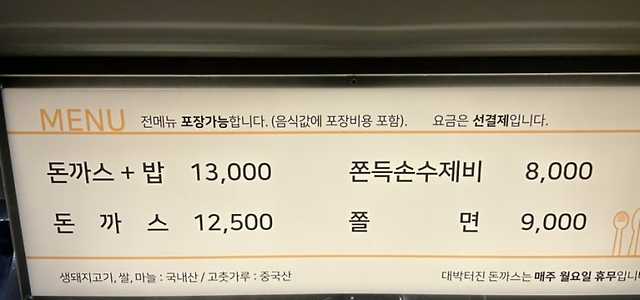 MENU 전메뉴 포장가능합니다. (음식값에 포장비용 포함). 요금은 선결제입니다.
돈까스 + 밥 13,000 쫀득손수제비 8,000
돈 까 스 12,500 쫄 면 9,000
생돼지고기, 쌀, 마늘 : 국내산 / 고춧가루 : 중국산 대박터진 돈까스는 매주 월요일 휴무입니